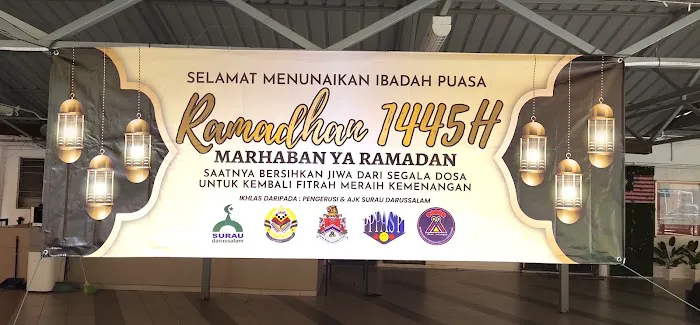 SELAMAT MENUNAIKAN IBADAH PUASA
Ramadhan 1445H
MARHABAN YA RAMADAN
SAATNYA BERSIHKAN JIWA DARI SEGALA DOSA
UNTUK KEMBALI FITRAH MERAIH KEMENANGAN
IKHLAS DARIPADA : PENGERUSI & AJK SURAU DARUSSALAM
SURAU
darussalam
PPMASP